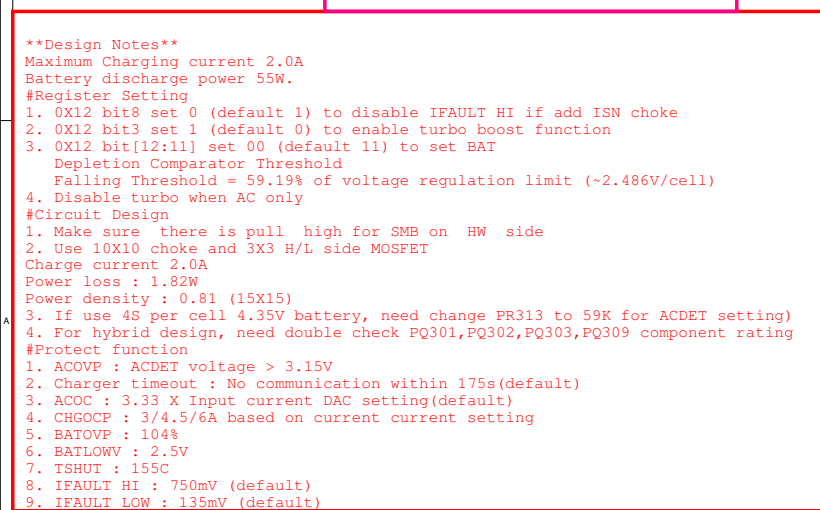 **Design Notes**
Maximum Charging current 2.0A
Battery discharge power 55W.
#Register Setting
1. 0X12 bit8 set 0 (default 1) to disable IFAULT HI if add ISN choke
2. 0X12 bit3 set 1 (default 0) to enable turbo boost function
3. 0X12 bit[12:11] set 00 (default 11) to set BAT
Depletion Comparator Threshold
Falling Threshold = 59.19% of voltage regulation limit (~2.486V/cell)
4. Disable turbo when AC only
#Circuit Design
1. Make sure  there is pull  high for SMB on  HW  side
2. Use 10X10 choke and 3X3 H/L side MOSFET
Charge current 2.0A
Power loss : 1.82W
Power density : 0.81 (15X15)
A
3. If use 4S per cell 4.35V battery, need change PR313 to 59K for ACDET setting)
4. For hybrid design, need double check PQ301,PQ302,PQ303,PQ309 component rating
#Protect function
1. ACOVP : ACDET voltage > 3.15V
2. Charger timeout : No communication within 175s(default)
3. ACOC : 3.33 X Input current DAC setting(default)
4. CHGOCP : 3/4.5/6A based on current current setting
5. BATOVP : 104%
6. BATLOWV : 2.5V
7. TSHUT : 155C
8. IFAULT HI : 750mV (default)
9. IFAULT LOW : 135mV (default)